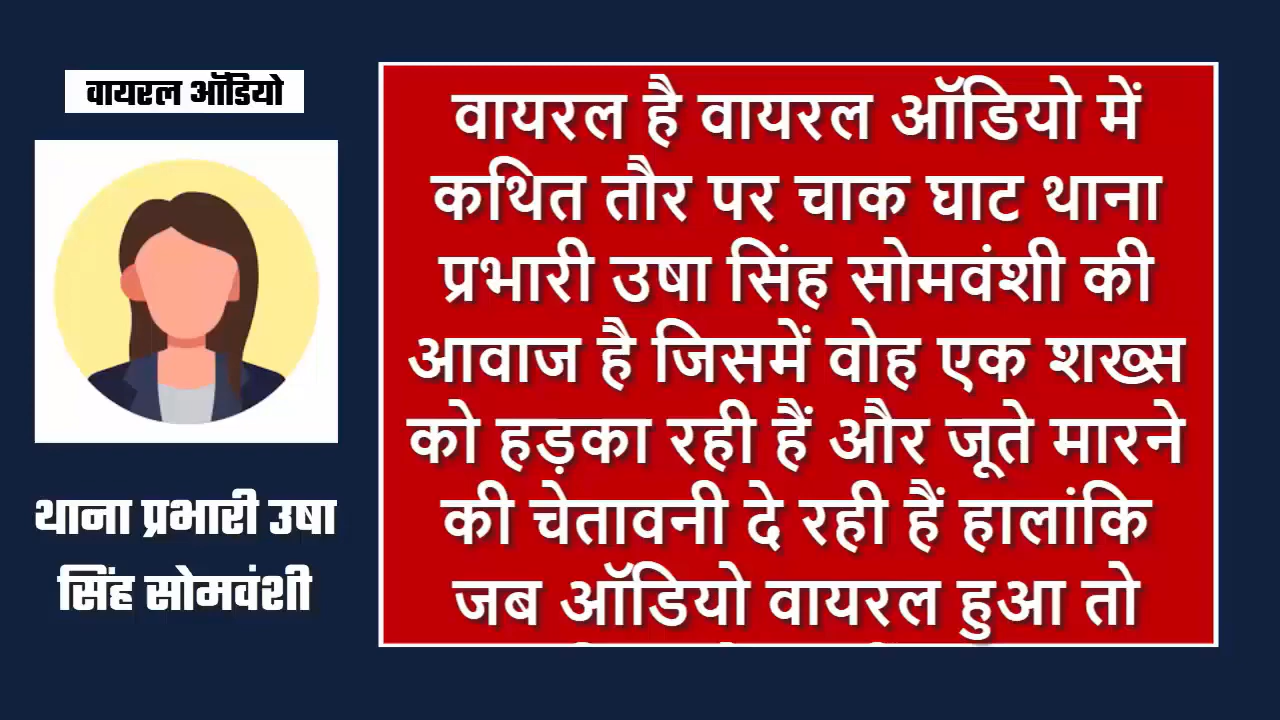 वायरल ऑडियो
थाना प्रभारी उषा
सिंह सोमवंशी
वायरल है वायरल ऑडियो में
कथित तौर पर चाक घाट थाना
प्रभारी उषा सिंह सोमवंशी की
आवाज है जिसमें वोह एक शख्स
को हड़का रही हैं और जूते मारने
की चेतावनी दे रही हैं हालांकि
जब ऑडियो वायरल हुआ तो